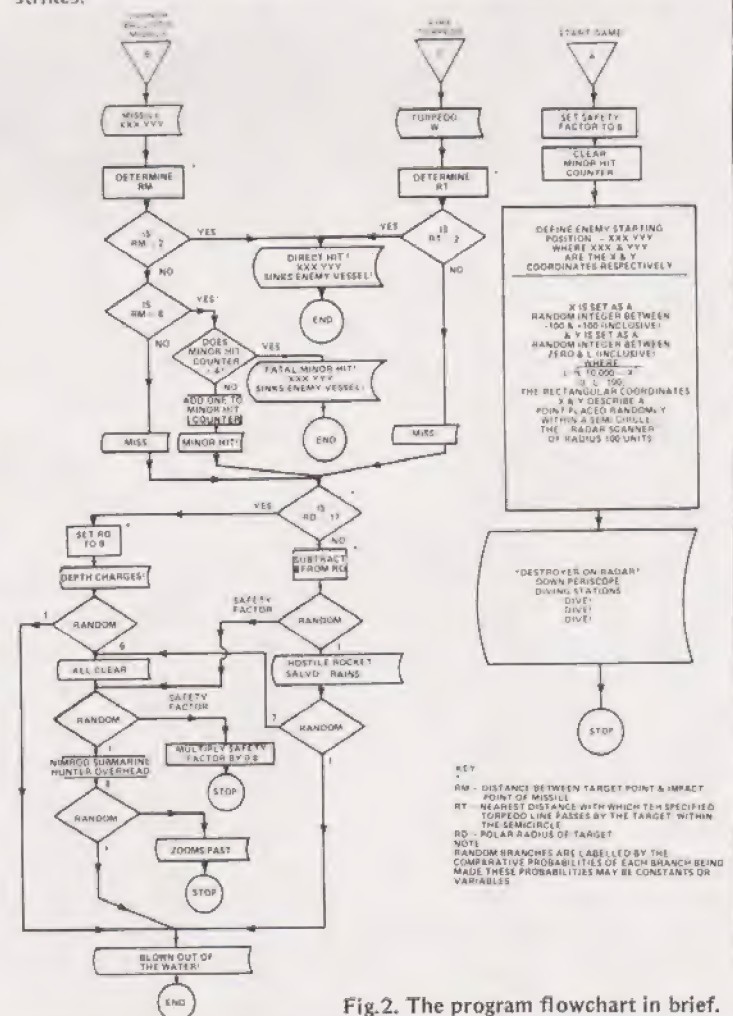 strikes.
MISSILE
XXX YYY
DETERMINE
RM
IS
RM 2
YES
NO
IS
RM 8
YES
NO
DOES
MINOR HIT
COUNTER
4
YES
NO
ADD ONE TO
MINOR HIT
COUNTER
MISS
MINOR HIT!
DIRECT HIT!
XXX YYY
SINKS ENEMY VESSEL!
END
FATAL MINOR HIT!
XXX YYY
SINKS ENEMY VESSEL!
END
TORPEDO
W
DETERMINE
RT
IS
RT 2
YES
NO
MISS
START GAME
A
SET SAFETY
FACTOR TO 8
CLEAR
MINOR HIT
COUNTER
DEFINE ENEMY STARTING
POSITION - XXX YYY
WHERE XXX & YYY
ARE THE X & Y
COORDINATES RESPECTIVELY
X IS SET AS A
RANDOM INTEGER BETWEEN
-100 & +100 (INCLUSIVE)
& Y IS SET AS A
RANDOM INTEGER BETWEEN
ZERO & L (INCLUSIVE)
WHERE
THE RECTANGULAR COORDINATES
X & Y DESCRIBE A
POINT PLACED RANDOMLY
WITHIN A SEMI CIRCLE
THE RADAR SCANNER
OF RADIUS 100 UNITS
"DESTROYER ON RADAR"
DOWN PERISCOPE
DIVING STATIONS
DIVE!
DIVE!
DIVE!
STOP
IS
RD 17
YES
NO
SET RD
TO 8
SUBTRACT
8 FROM RD
DEPTH CHARGES!
RANDOM
1
6
SAFETY
FACTOR
RANDOM
1
ALL CLEAR
HOSTILE ROCKET
SALVO RAINS
RANDOM
SAFETY
FACTOR
1
7
RANDOM
1
MULTIPLY SAFETY
FACTOR BY
STOP
NIMROD SUBMARINE
HUNTER OVERHEAD
RANDOM
ZOOMS PAST
STOP
BLOWN OUT OF
THE WATER!
END
KEY
*
RM - DISTANCE BETWEEN TARGET POINT & IMPACT
POINT OF MISSILE
RT - NEAREST DISTANCE WITH WHICH TEH SPECIFIED
TORPEDO LINE PASSES BY THE TARGET WITHIN
THE SEMICIRCLE
RD - POLAR RADIUS OF TARGET
NOTE
RANDOM BRANCHES ARE LABELLED BY THE
COMPARATIVE PROBABILITIES OF EACH BRANCH BEING
MADE THESE PROBABILITIES MAY BE CONSTANTS OR
VARIABLES
Fig.2. The program flowchart in brief.